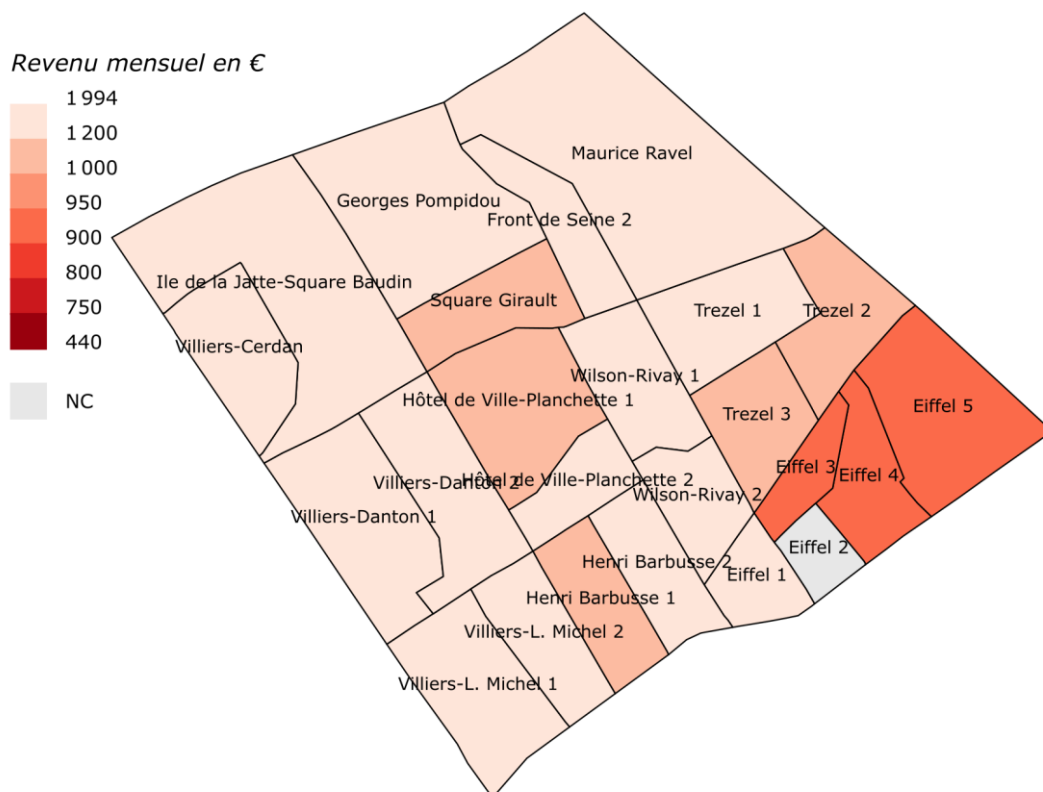 Revenu mensuel en €
1 994
1 200
1 000
950
900
800
750
440
NC
Maurice Ravel
Georges Pompidou
Front de Seine 2
Ile de la Jatte-Square Baudin
Square Girault
Trezel 1
Trezel 2
Villiers-Cerdan
Wilson-Rivay 1
Hôtel de Ville-Planchette 1
Trezel 3
Eiffel 5
Eiffel 3
Eiffel 4
Villiers-Danton 2
Hôtel de Ville-Planchette 2
Wilson-Rivay 2
Villiers-Danton 1
Eiffel 2
Henri Barbusse 2
Eiffel 1
Henri Barbusse 1
Villiers-L. Michel 2
Villiers-L. Michel 1